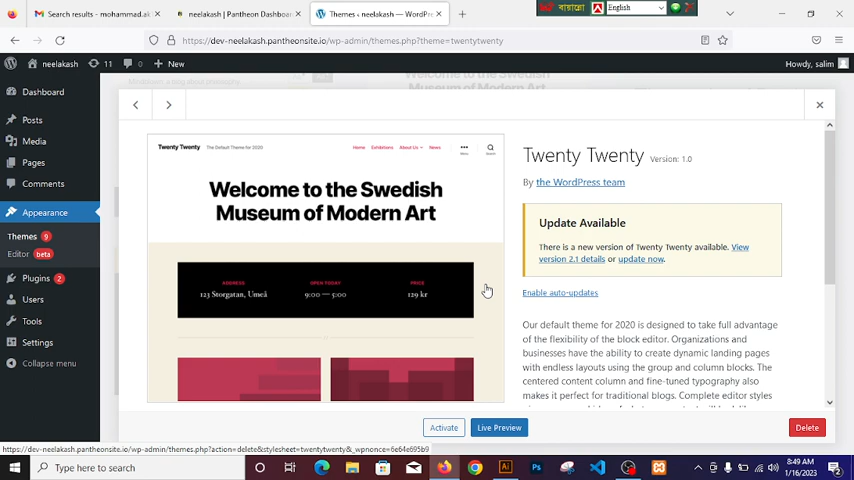 Search results - mohammad.ak
neelakash | Pantheon Dashboar
Themes ‹ neelakash — WordPre
English
https://dev-neelakash.pantheonsite.io/wp-admin/themes.php?theme=twentytwenty
neelakash
11
0
New
Howdy, salim
Dashboard
Posts
Media
Pages
Comments
Appearance
Themes 9
Editor beta
Plugins 2
Users
Tools
Settings
Collapse menu
Twenty Twenty
The Default Theme for 2020
Home
Exhibitions
About Us
News
Menu
Search
Welcome to the Swedish
Museum of Modern Art
ADDRESS
123 Storgatan, Umeå
OPEN TODAY
9:00 — 5:00
PRICE
129 kr
Twenty Twenty Version: 1.0
By the WordPress team
Update Available
There is a new version of Twenty Twenty available. View
version 2.1 details or update now.
Enable auto-updates
Our default theme for 2020 is designed to take full advantage
of the flexibility of the block editor. Organizations and
businesses have the ability to create dynamic landing pages
with endless layouts using the group and column blocks. The
centered content column and fine-tuned typography also
makes it perfect for traditional blogs. Complete editor styles
Activate
Live Preview
Delete
https://dev-neelakash.pantheonsite.io/wp-admin/themes.php?action=delete&stylesheet=twentytwenty&_wpnonce=6e64e695b9
Type here to search
8:49 AM
1/16/2023
2